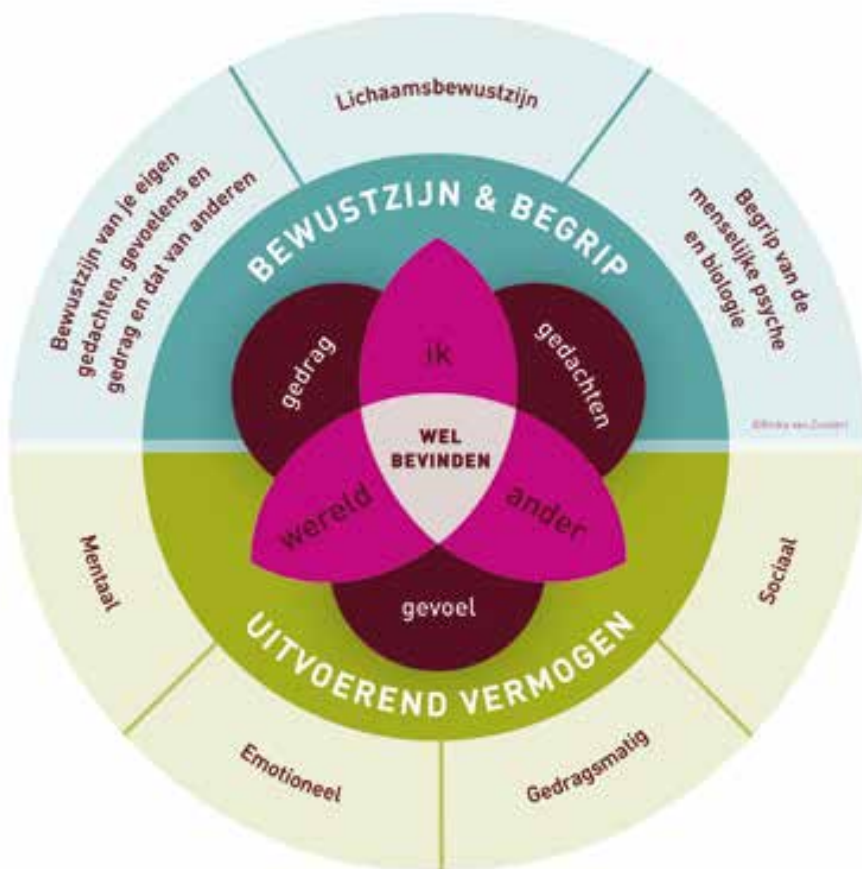 Lichaamsbewustzijn
Bewustzijn van je eigen
gedachten, gevoelens en
gedrag en dat van anderen
Begrip van de
menselijke psyche
en biologie
BEWUSTZIJN & BEGRIP
gedrag
ik
gedachten
WEL
BEVINDEN
wereld
ander
gevoel
UITVOEREND VERMOGEN
Mentaal
Emotioneel
Gedragsmatig
Sociaal